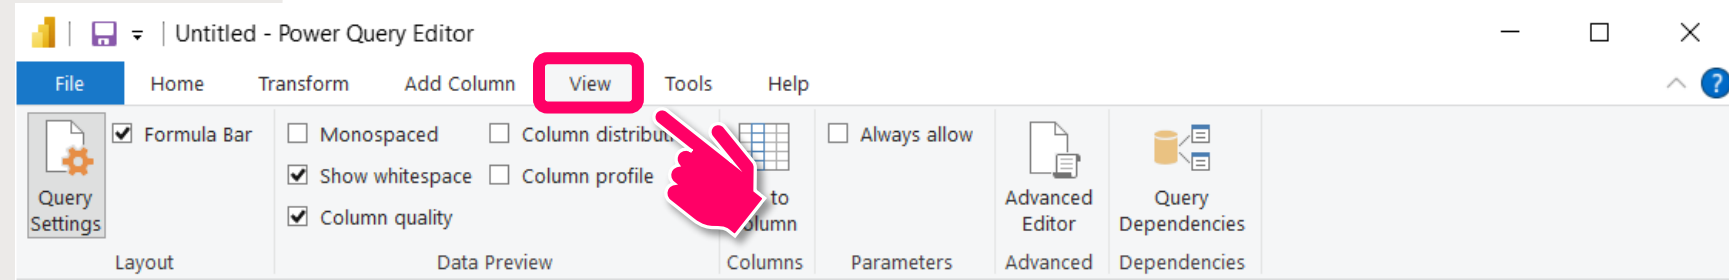 Untitled - Power Query Editor
File Home Transform Add Column View Tools Help ?
Formula Bar Monospaced Column distribut Always allow
Show whitespace Column profile
Query Settings Column quality to Advanced Editor Query Dependencies
Layout Data Preview Columns Parameters Advanced Dependencies